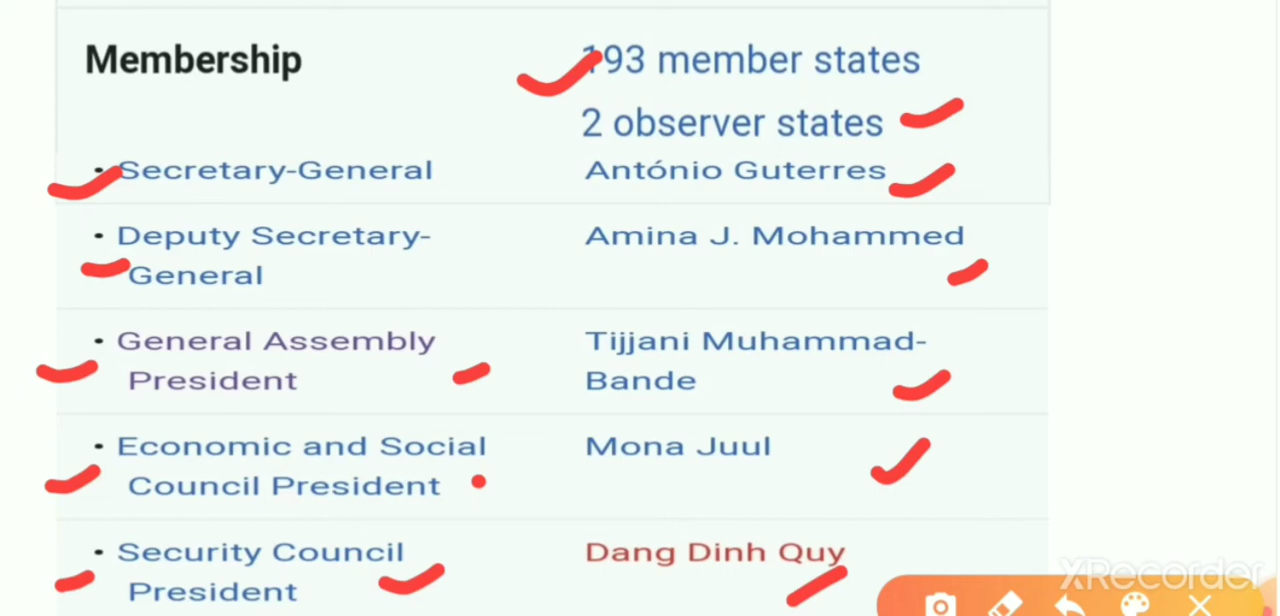 Membership 193 member states
2 observer states
• Secretary-General António Guterres
• Deputy Secretary- Amina J. Mohammed
General
• General Assembly Tijjani Muhammad-
President Bande
• Economic and Social Mona Juul
Council President
• Security Council Dang Dinh Quy
President
XRecorder